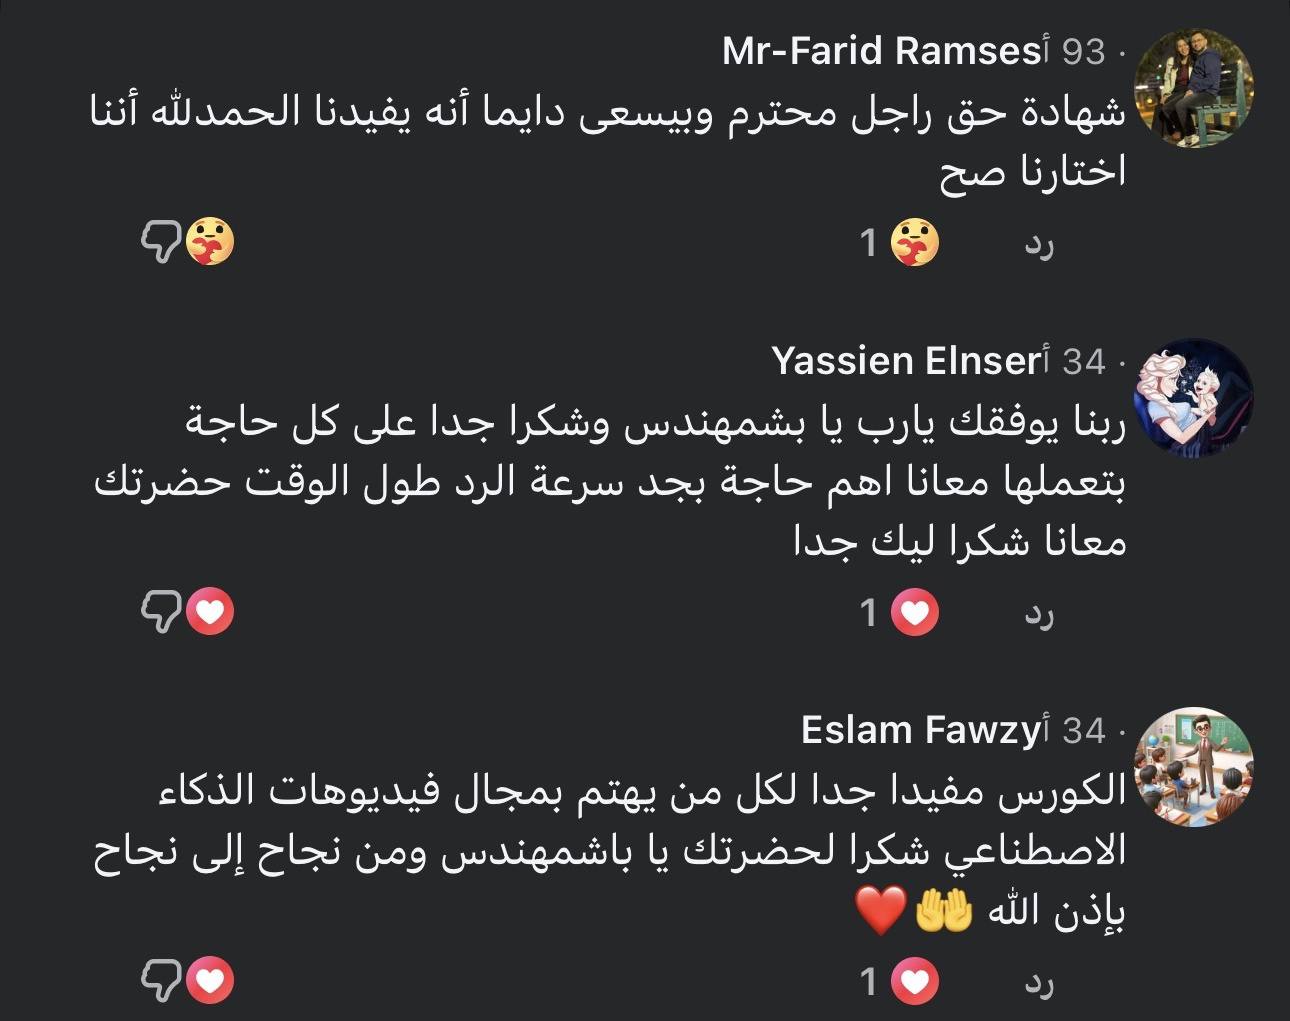 Mr-Farid Ramses · 93 أ
شهادة حق راجل محترم وبيسعى دايما أنه يفيدنا الحمدلله أننا
اختارنا صح
رد 1
Yassien Elnser · 34 أ
ربنا يوفقك يارب يا بشمهندس وشكرا جدا على كل حاجة
بتعملها معانا اهم حاجة بجد سرعة الرد طول الوقت حضرتك
معانا شكرا ليك جدا
رد 1
Eslam Fawzy · 34 أ
الكورس مفيدا جدا لكل من يهتم بمجال فيديوهات الذكاء
الاصطناعي شكرا لحضرتك يا باشمهندس ومن نجاح إلى نجاح
بإذن الله 🤲❤️
رد 1